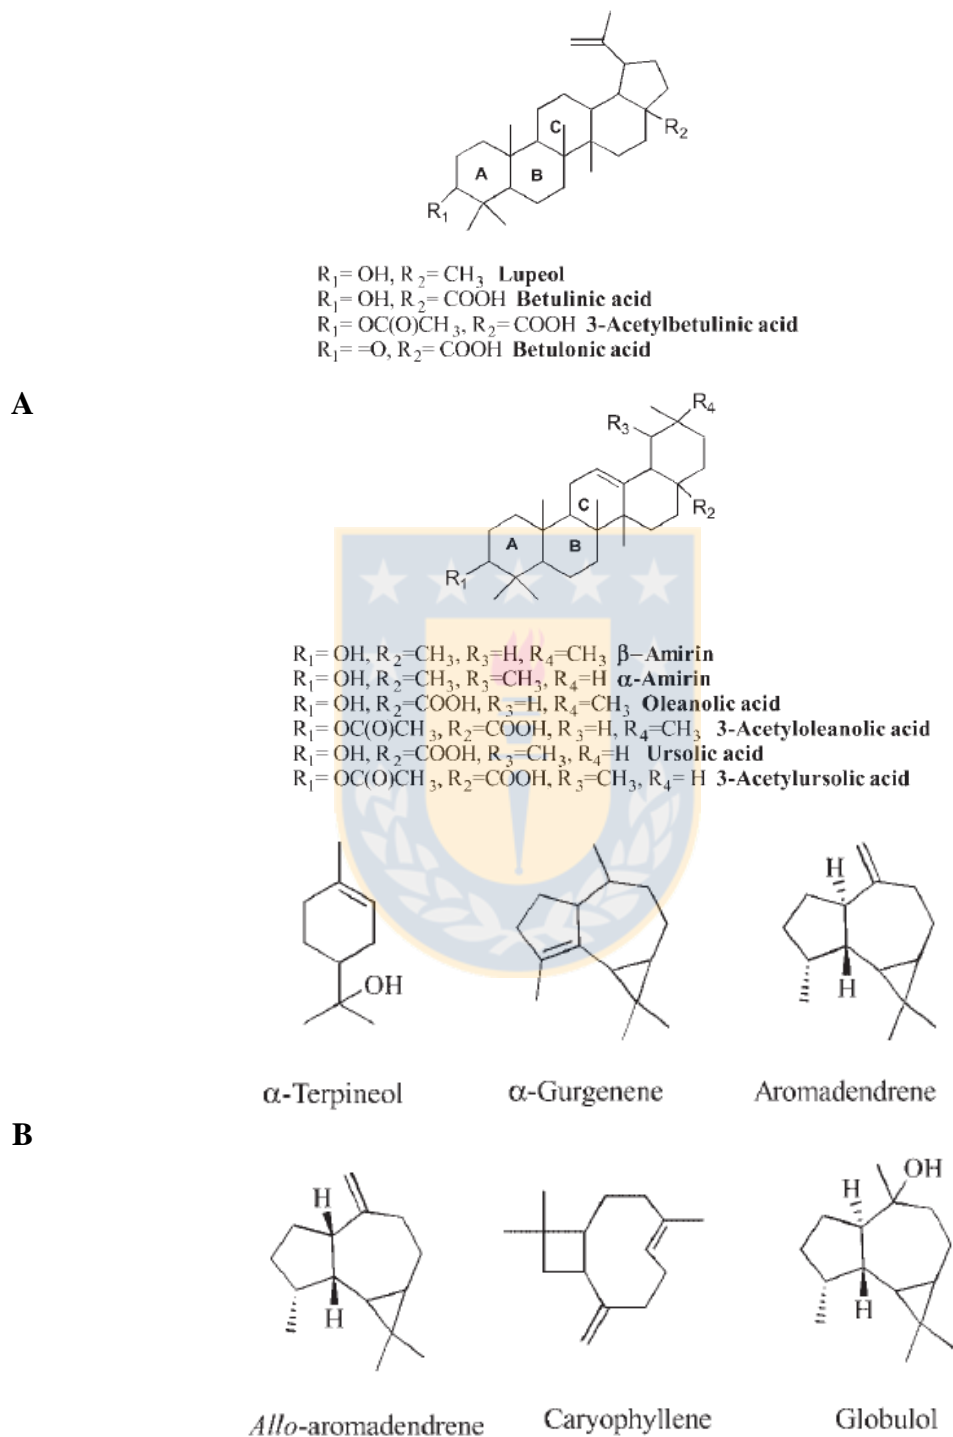 C
A
B
R₁
R₂
R₁= OH, R₂= CH₃ Lupeol
R₁= OH, R₂= COOH Betulinic acid
R₁= OC(O)CH₃, R₂= COOH 3-Acetylbetulinic acid
R₁= =O, R₂= COOH Betulonic acid
A
R₃
R₄
C
R₂
A
B
R₁
R₁= OH, R₂=CH₃, R₃=H, R₄=CH₃ β–Amirin
R₁= OH, R₂=CH₃, R₃=CH₃, R₄=H α-Amirin
R₁= OH, R₂=COOH, R₃=H, R₄=CH₃ Oleanolic acid
R₁= OC(O)CH₃, R₂=COOH, R₃=H, R₄=CH₃ 3-Acetyloleanolic acid
R₁= OH, R₂=COOH, R₃=CH₃, R₄=H Ursolic acid
R₁= OC(O)CH₃, R₂=COOH, R₃=CH₃, R₄= H 3-Acetylursolic acid
OH
H
H
α-Terpineol
α-Gurgenene
Aromadendrene
B
H
H
H
OH
H
Allo-aromadendrene
Caryophyllene
Globulol